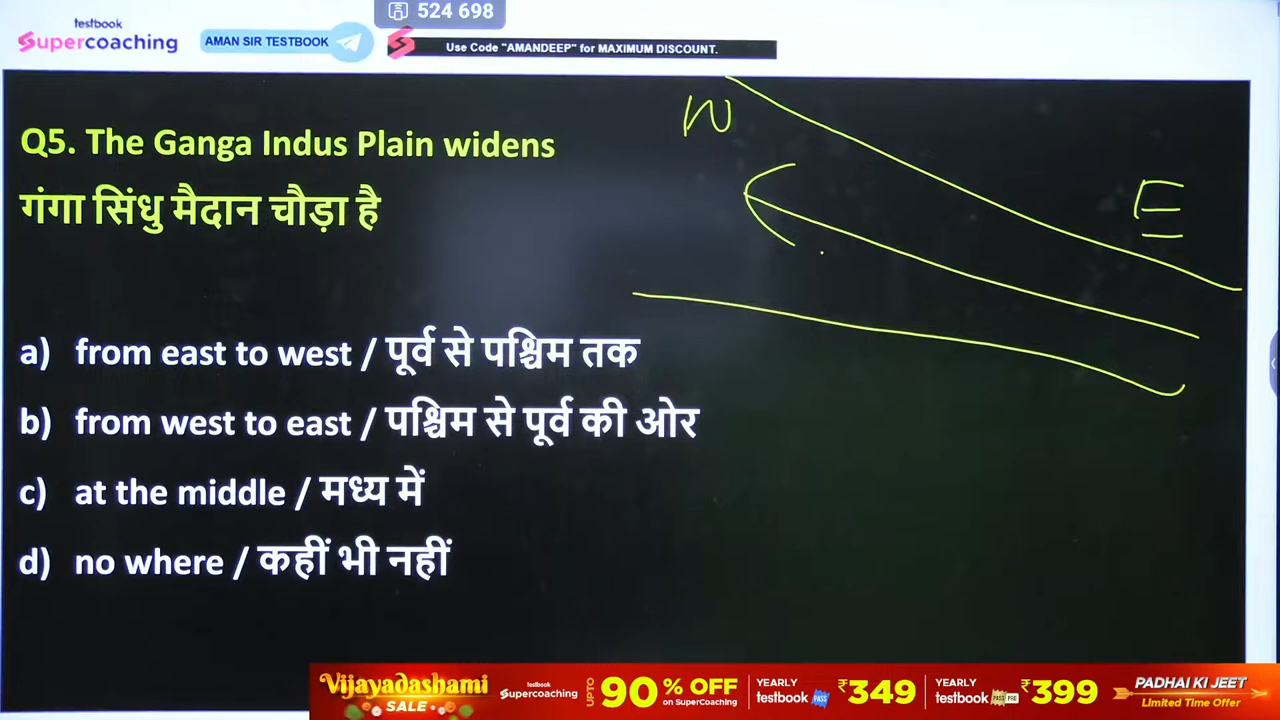 524 698
testbook
Supercoaching
AMAN SIR TESTBOOK
Use Code "AMANDEEP" for MAXIMUM DISCOUNT.
W
E
Q5. The Ganga Indus Plain widens
गंगा सिंधु मैदान चौड़ा है
a) from east to west / पूर्व से पश्चिम तक
b) from west to east / पश्चिम से पूर्व की ओर
c) at the middle / मध्य में
d) no where / कहीं भी नहीं
Vijayadashami
SALE
testbook
Supercoaching
UPTO
90% OFF
on SuperCoaching
YEARLY
testbook PASS
₹349
YEARLY
testbook PASS PRO
₹399
PADHAI KI JEET
Limited Time Offer